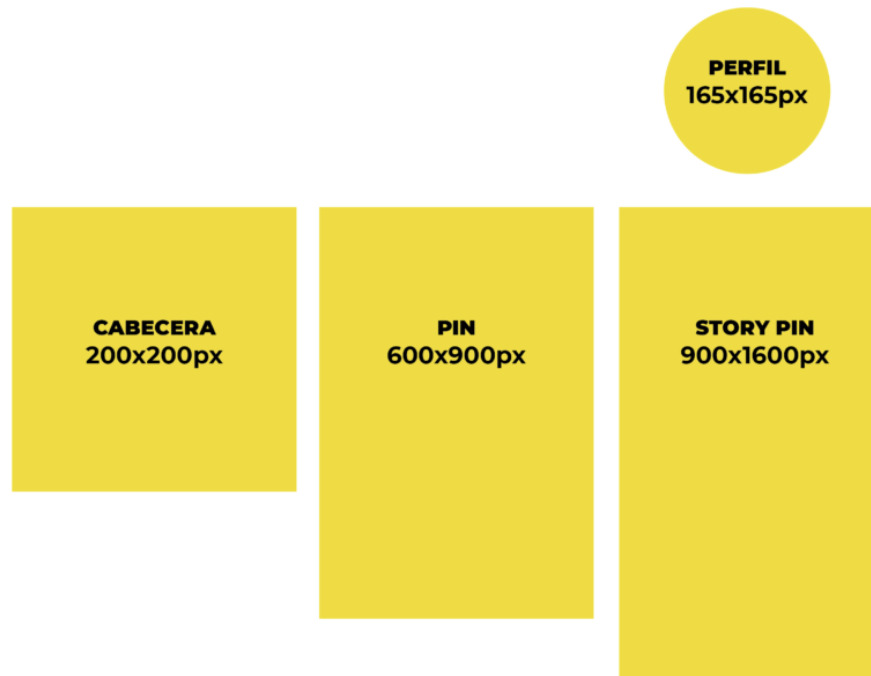 PERFIL
165x165px
CABECERA
200x200px
PIN
600x900px
STORY PIN
900x1600px